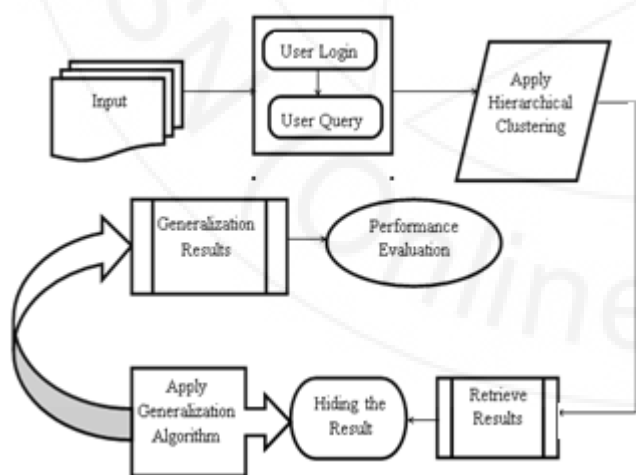 Input
User Login
User Query
Apply
Hierarchical
Clustering
Generalization
Results
Performance
Evaluation
Apply
Generalization
Algorithm
Hiding the
Result
Retrieve
Results